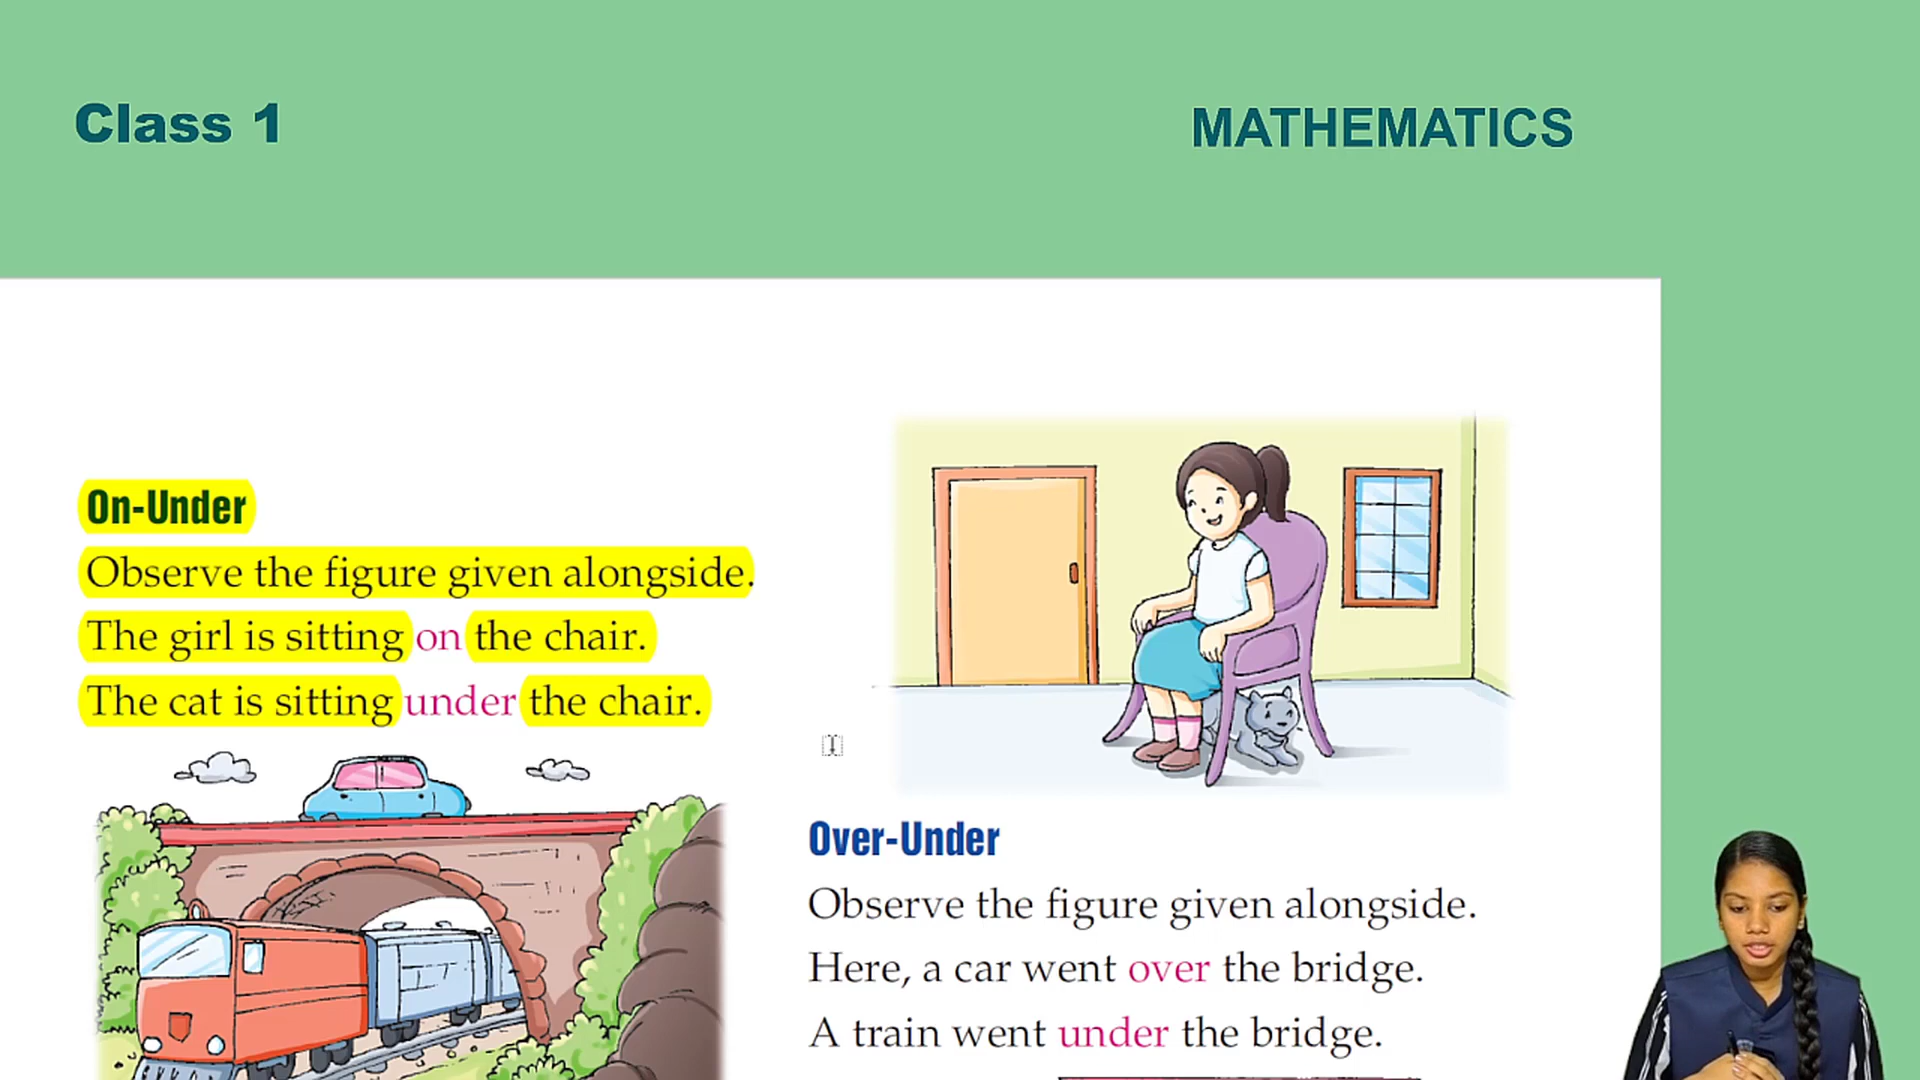 Class 1
MATHEMATICS
On-Under
Observe the figure given alongside.
The girl is sitting on the chair.
The cat is sitting under the chair.
Over-Under
Observe the figure given alongside.
Here, a car went over the bridge.
A train went under the bridge.